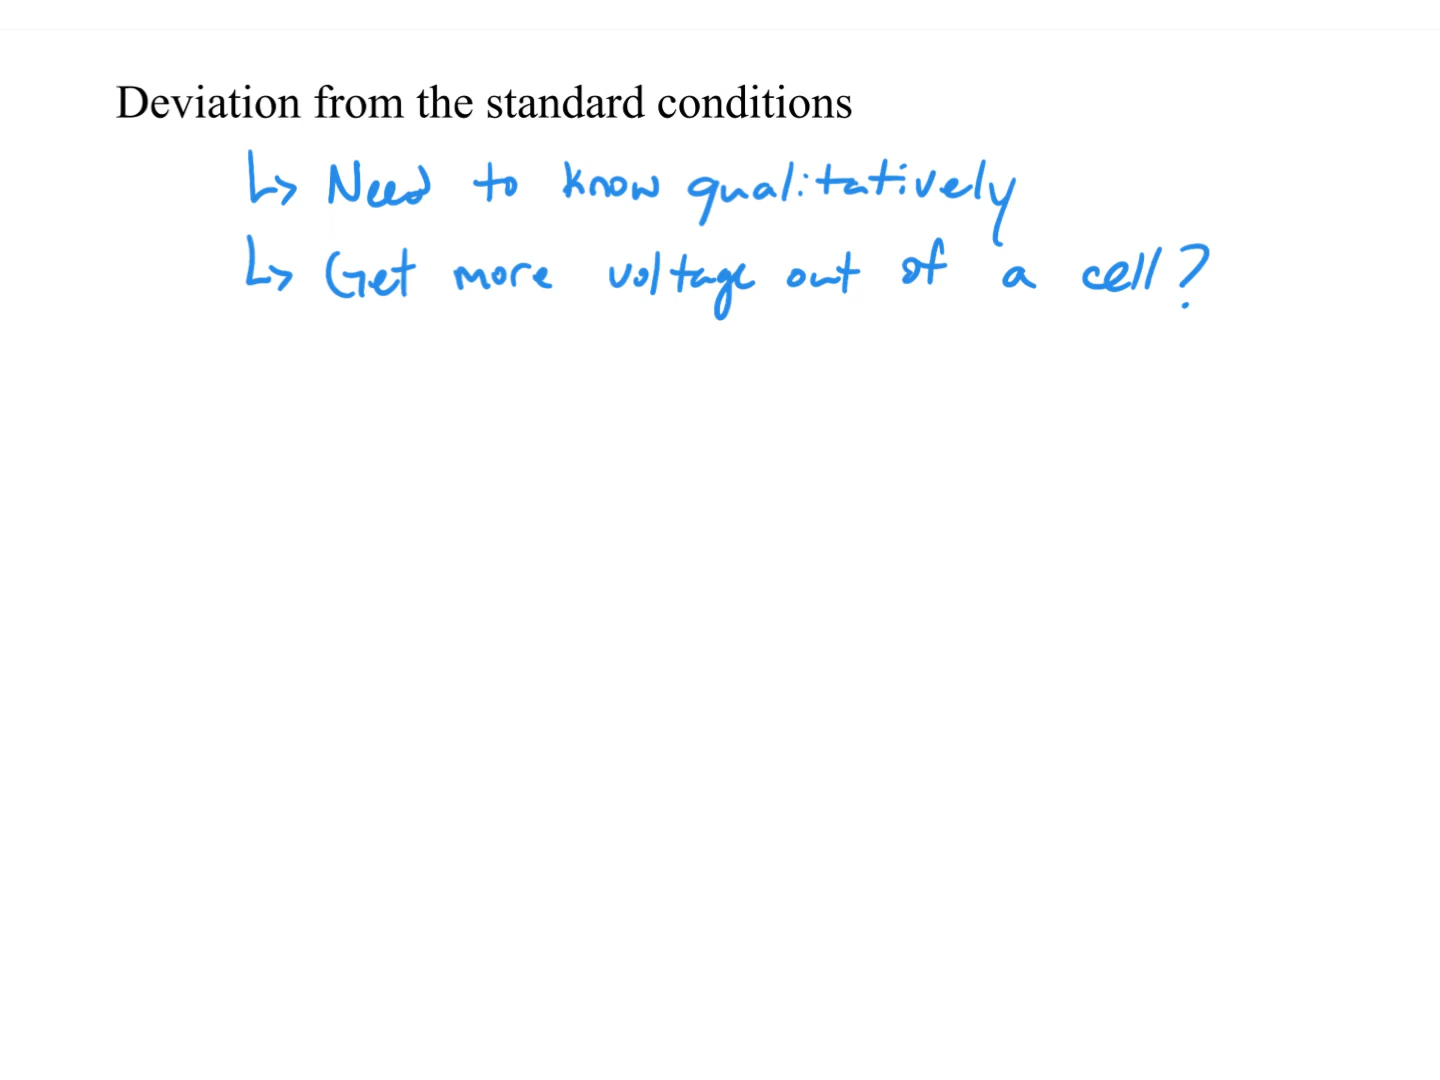 Deviation from the standard conditions
↳ Need to know qualitatively
↳ Get more voltage out of a cell?